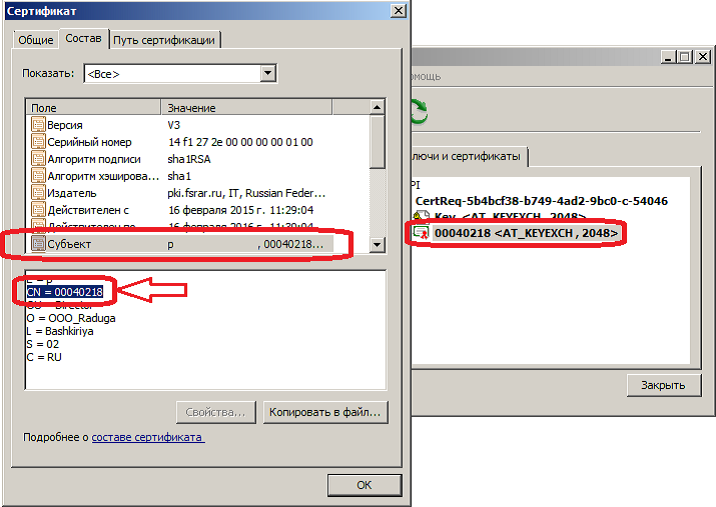 Сертификат
Общие
Состав
Путь сертификации
Показать:
<Все>
Поле
Значение
Версия
V3
Серийный номер
14 f1 27 2e 00 00 00 00 01 00
Алгоритм подписи
sha1RSA
Алгоритм хэширова...
sha1
Издатель
pki.fsrar.ru, IT, Russian Feder...
Действителен с
16 февраля 2015 г. 11:29:04
Действителен по
16 февраля 2016 г. 11:39:04
Субъект
p , 00040218...
E = p
CN = 00040218
OU = Director
O = OOO_Raduga
L = Bashkiriya
S = 02
C = RU
Свойства...
Копировать в файл...
Подробнее о составе сертификата
ОК
омощь
лючи и сертификаты
PI
CertReq-5b4bcf38-b749-4ad2-9bc0-c-54046
Key <AT_KEYEXCH, 2048>
00040218 <AT_KEYEXCH, 2048>
Закрыть